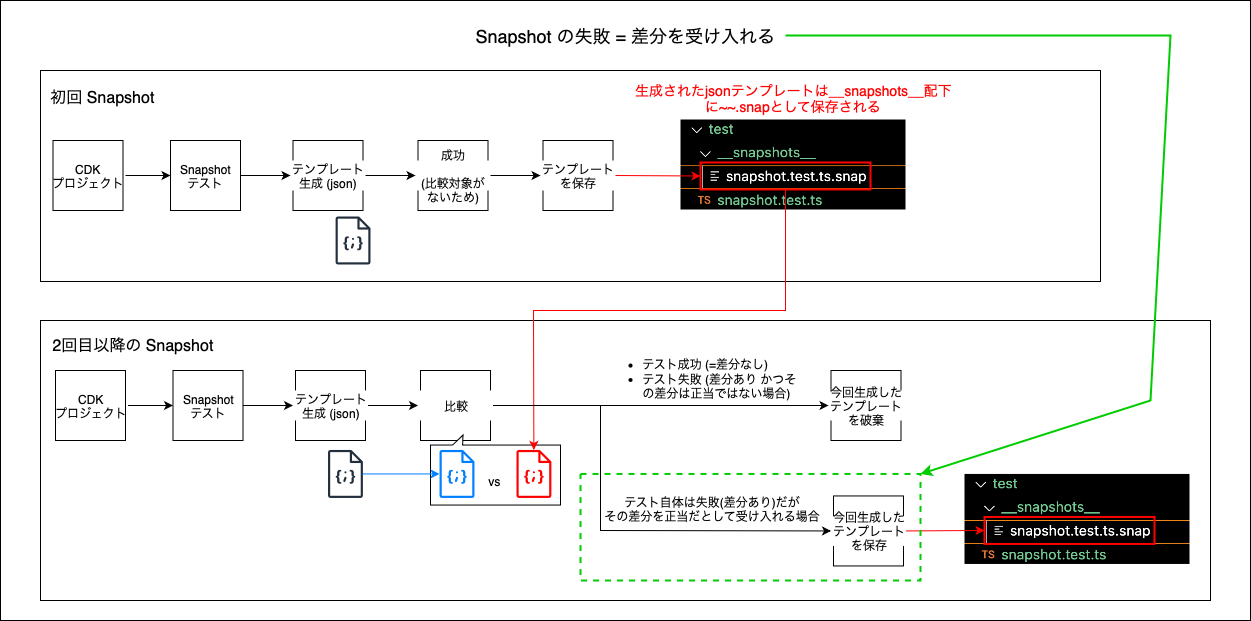 Snapshot の失敗 = 差分を受け入れる
初回 Snapshot
生成されたjsonテンプレートは__snapshots__配下
に~~.snapとして保存される
CDK
プロジェクト
Snapshot
テスト
テンプレート
生成 (json)
成功
(比較対象が
ないため)
テンプレート
を保存
test
__snapshots__
snapshot.test.ts.snap
TS snapshot.test.ts
{;}
2回目以降の Snapshot
CDK
プロジェクト
Snapshot
テスト
テンプレート
生成 (json)
比較
• テスト成功 (=差分なし)
• テスト失敗 (差分あり かつそ
の差分は正当ではない場合)
今回生成した
テンプレート
を破棄
{;}
{;}
vs
{;}
テスト自体は失敗(差分あり)だが
その差分を正当だとして受け入れる場合
今回生成した
テンプレート
を保存
test
__snapshots__
snapshot.test.ts.snap
TS snapshot.test.ts